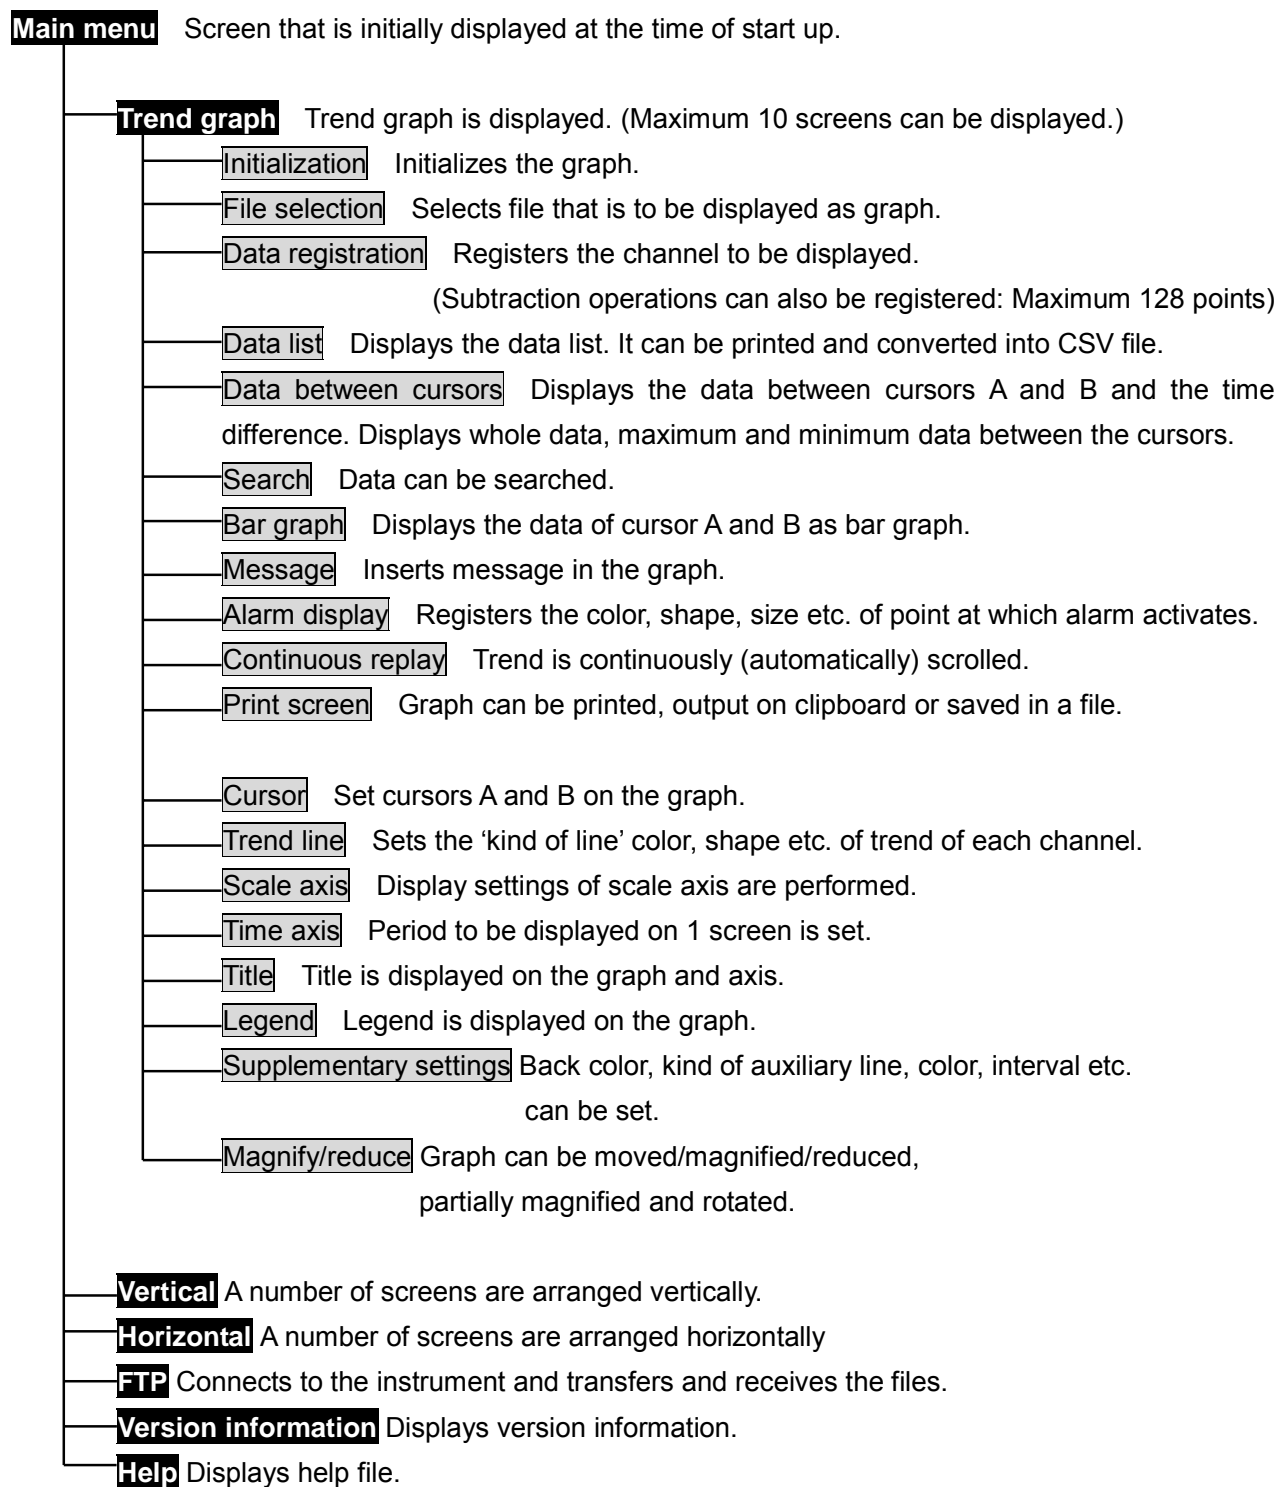 Main menu Screen that is initially displayed at the time of start up.
Trend graph Trend graph is displayed. (Maximum 10 screens can be displayed.)
Initialization Initializes the graph.
File selection Selects file that is to be displayed as graph.
Data registration Registers the channel to be displayed.
(Subtraction operations can also be registered: Maximum 128 points)
Data list Displays the data list. It can be printed and converted into CSV file.
Data between cursors Displays the data between cursors A and B and the time
difference. Displays whole data, maximum and minimum data between the cursors.
Search Data can be searched.
Bar graph Displays the data of cursor A and B as bar graph.
Message Inserts message in the graph.
Alarm display Registers the color, shape, size etc. of point at which alarm activates.
Continuous replay Trend is continuously (automatically) scrolled.
Print screen Graph can be printed, output on clipboard or saved in a file.
Cursor Set cursors A and B on the graph.
Trend line Sets the ‘kind of line’ color, shape etc. of trend of each channel.
Scale axis Display settings of scale axis are performed.
Time axis Period to be displayed on 1 screen is set.
Title Title is displayed on the graph and axis.
Legend Legend is displayed on the graph.
Supplementary settings Back color, kind of auxiliary line, color, interval etc.
can be set.
Magnify/reduce Graph can be moved/magnified/reduced,
partially magnified and rotated.
Vertical A number of screens are arranged vertically.
Horizontal A number of screens are arranged horizontally
FTP Connects to the instrument and transfers and receives the files.
Version information Displays version information.
Help Displays help file.